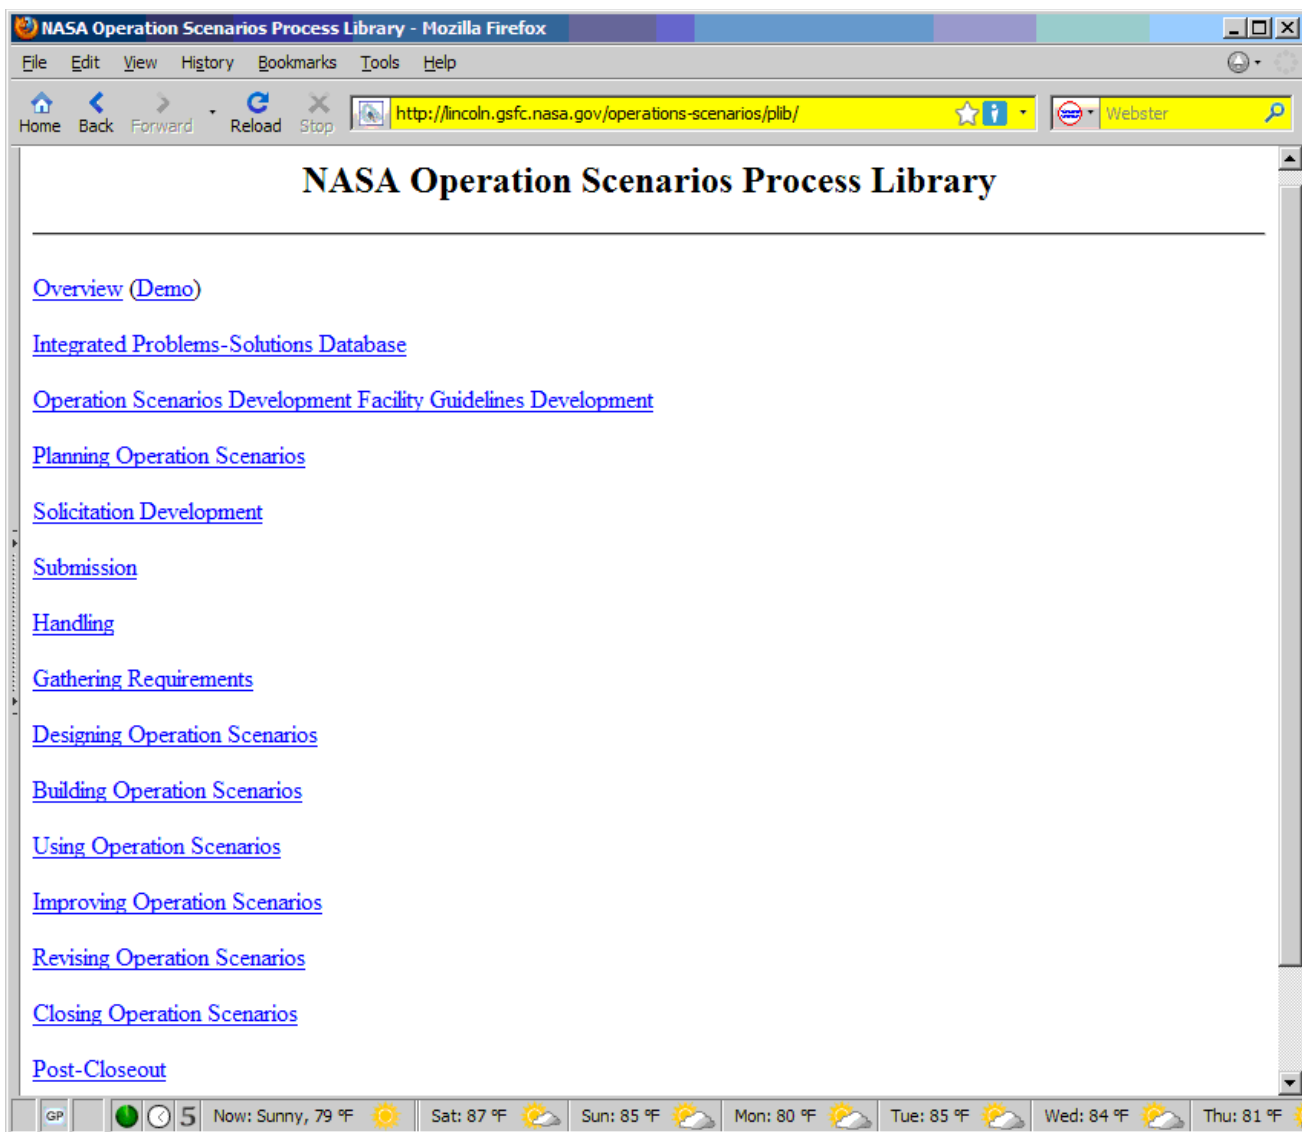 NASA Operation Scenarios Process Library - Mozilla Firefox
File Edit View History Bookmarks Tools Help
Home Back Forward Reload Stop http://lincoln.gsfc.nasa.gov/operations-scenarios/plib/ Webster
NASA Operation Scenarios Process Library
Overview (Demo)
Integrated Problems-Solutions Database
Operation Scenarios Development Facility Guidelines Development
Planning Operation Scenarios
Solicitation Development
Submission
Handling
Gathering Requirements
Designing Operation Scenarios
Building Operation Scenarios
Using Operation Scenarios
Improving Operation Scenarios
Revising Operation Scenarios
Closing Operation Scenarios
Post-Closeout
GP 5 Now: Sunny, 79 °F Sat: 87 °F Sun: 85 °F Mon: 80 °F Tue: 85 °F Wed: 84 °F Thu: 81 °F